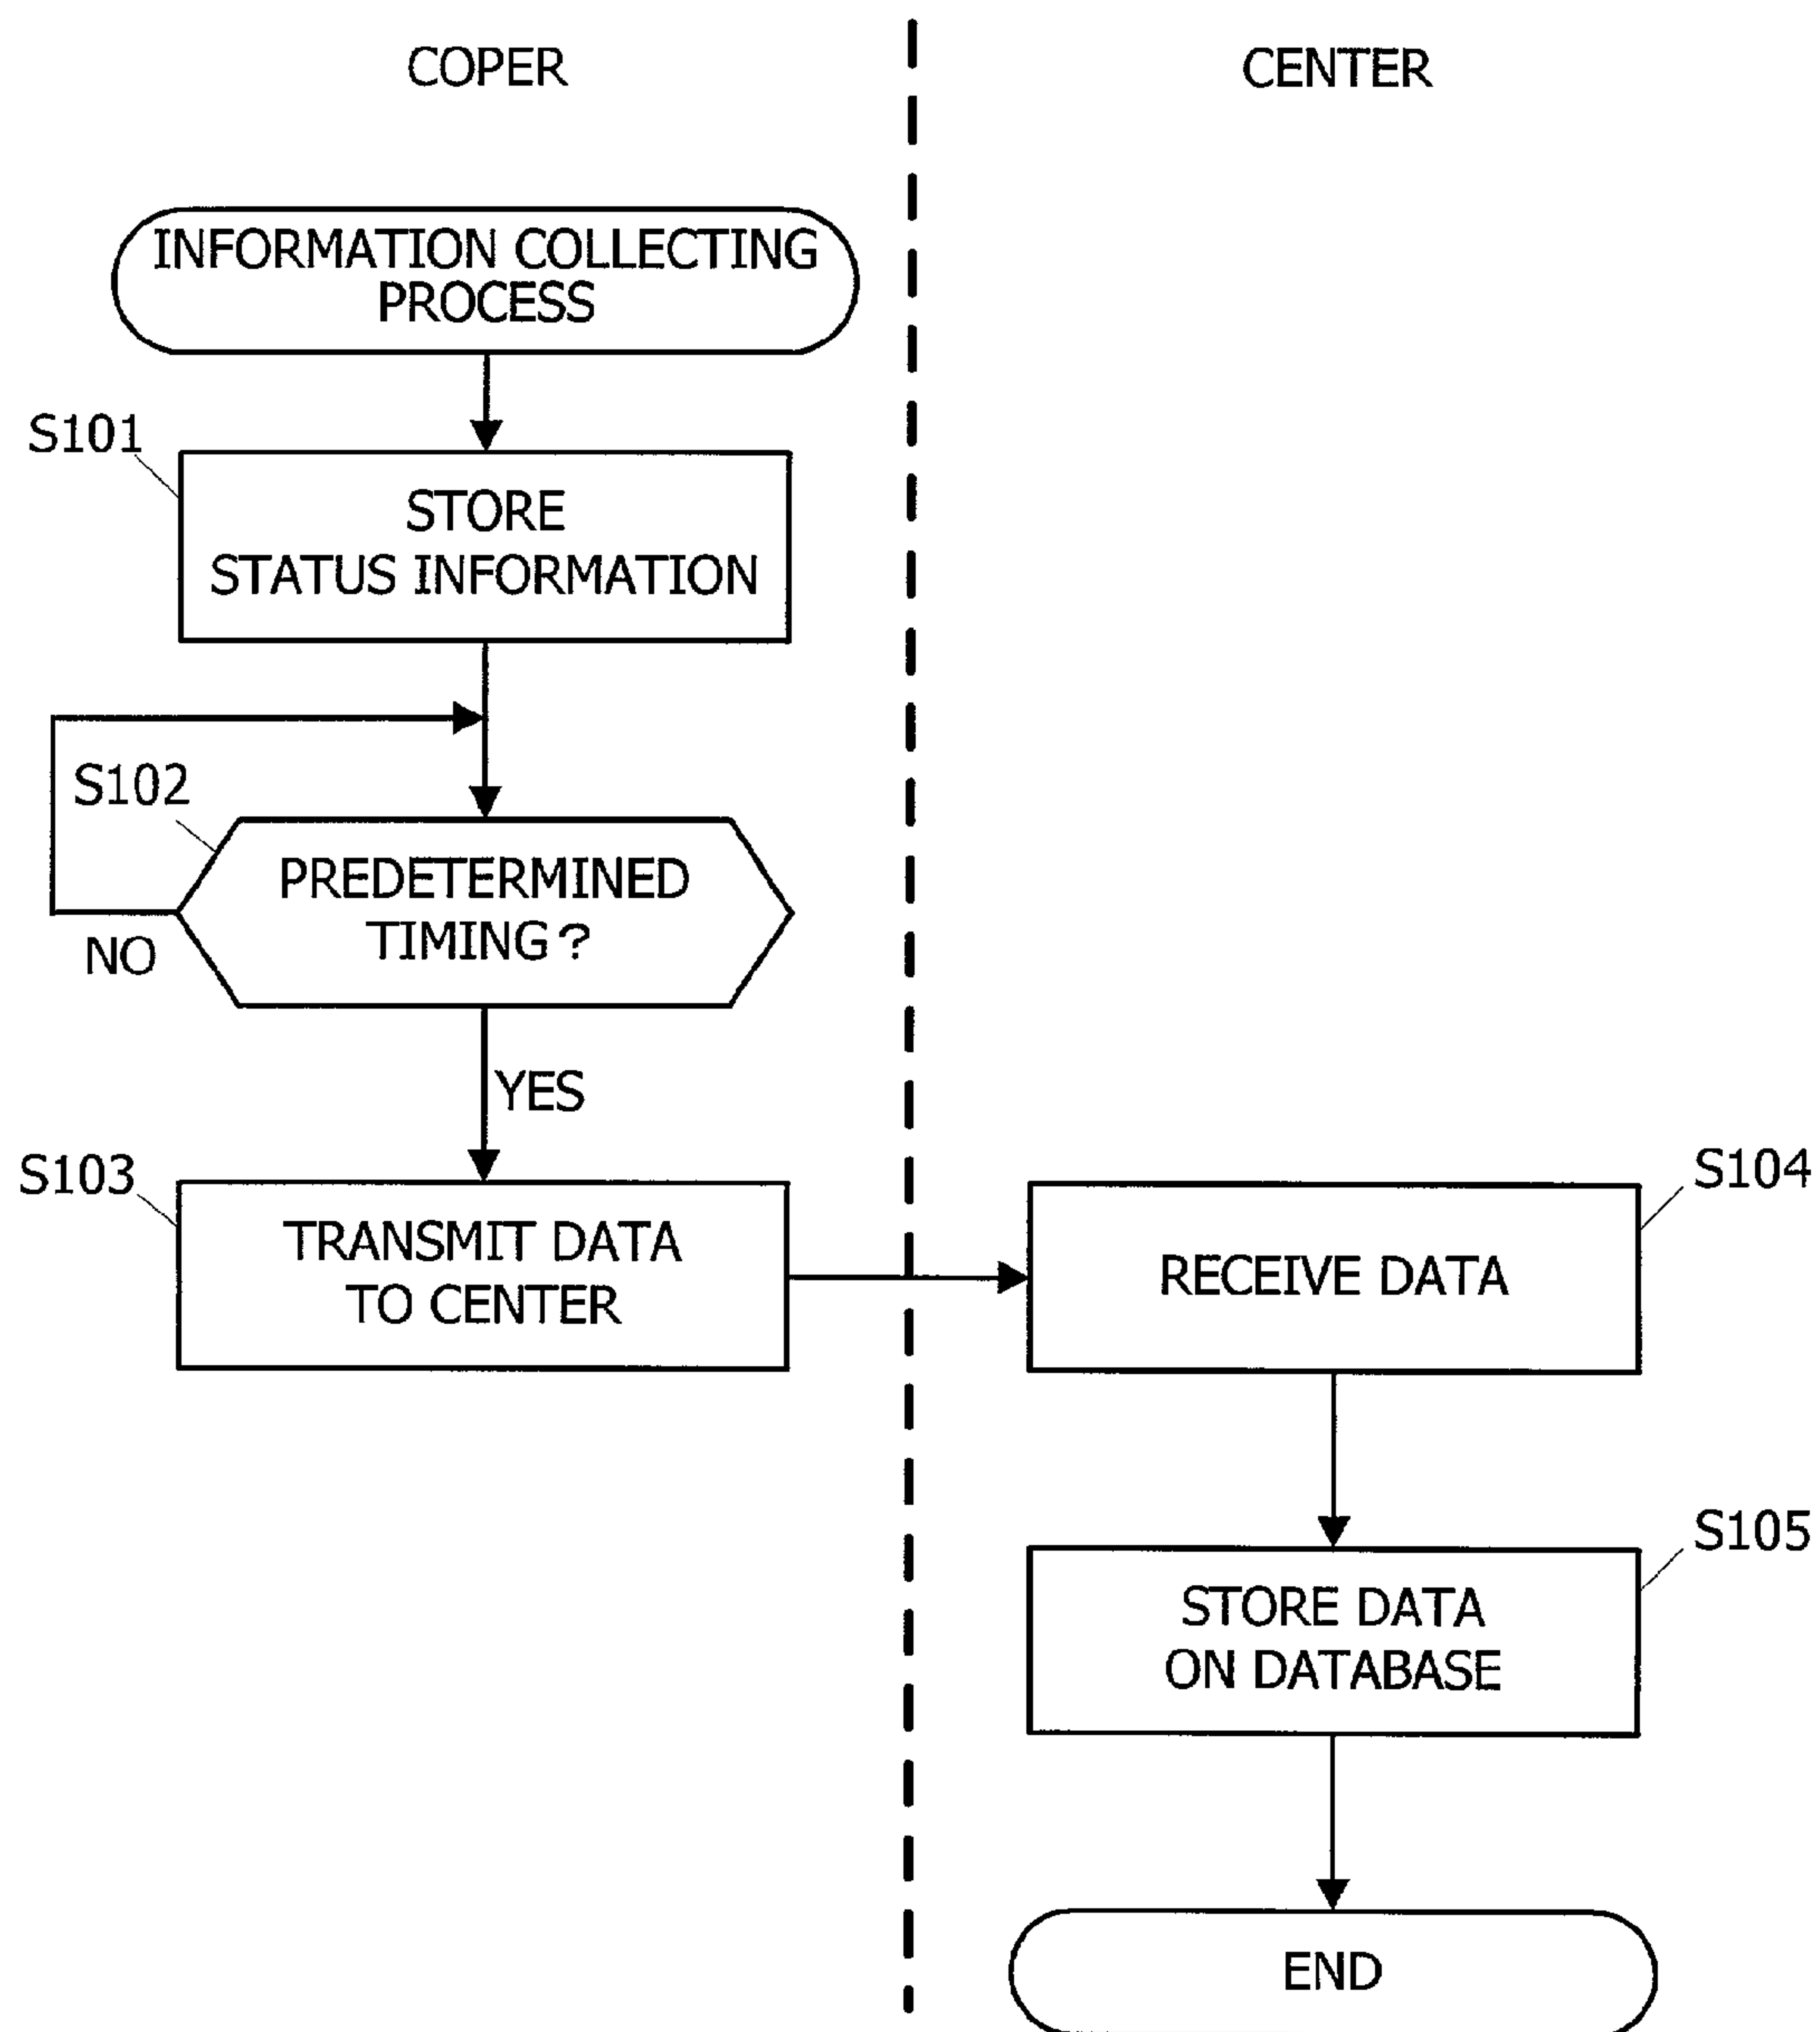 COPER
CENTER
INFORMATION COLLECTING
PROCESS
S101
STORE
STATUS INFORMATION
S102
PREDETERMINED
TIMING?
NO
YES
S103
TRANSMIT DATA
TO CENTER
S104
RECEIVE DATA
S105
STORE DATA
ON DATABASE
END